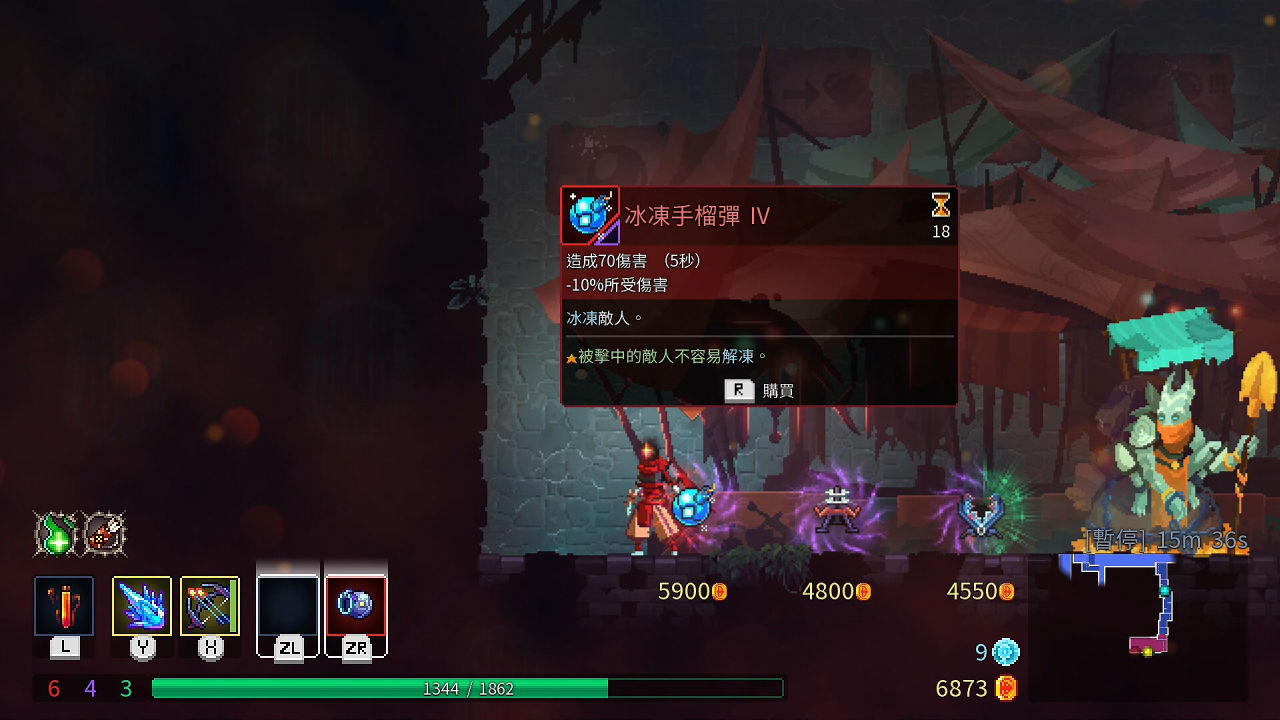 冰凍手榴彈 IV
18
造成70傷害 （5秒）
-10%所受傷害
冰凍敵人。
被擊中的敵人不容易解凍。
R 購買
[暫停] 15m 36s
5900 4800 4550
L Y X ZL ZR
9
6 4 3 1344 / 1862 6873